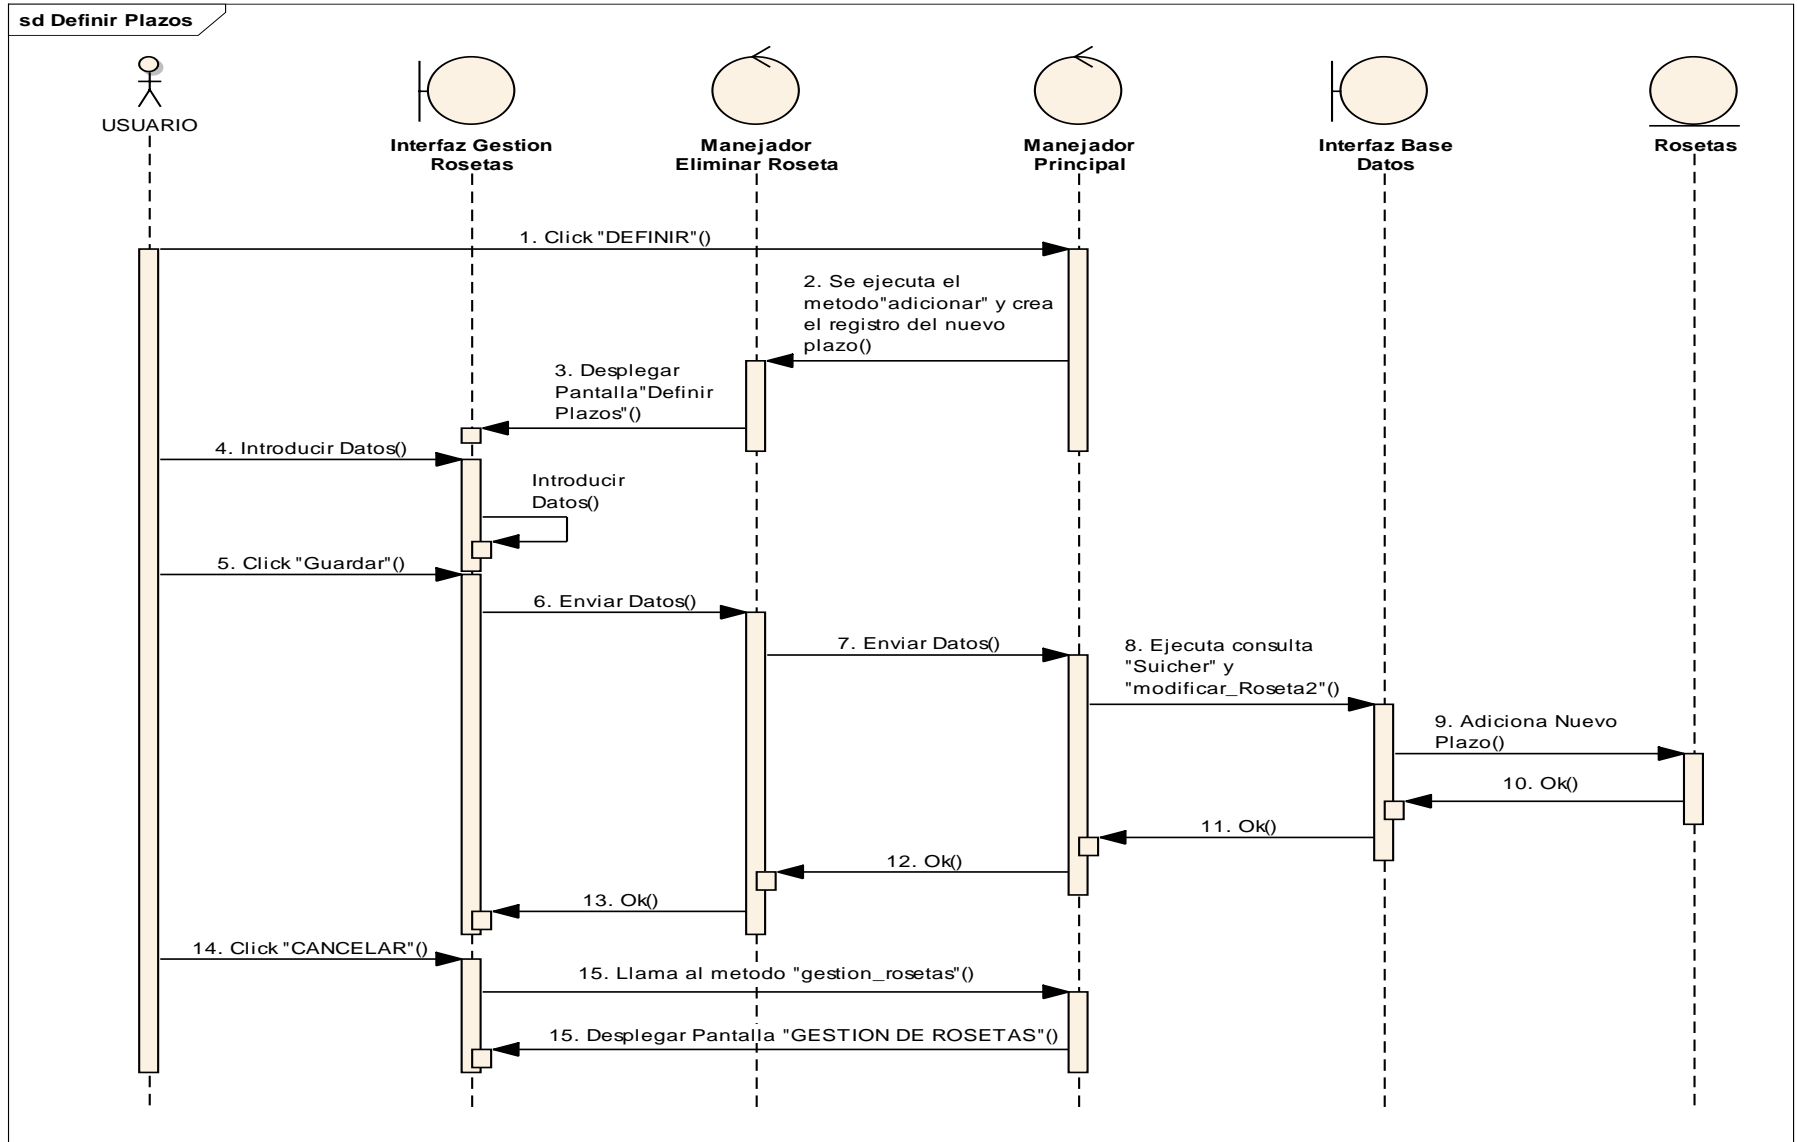 sd Definir Plazos
USUARIO
Interfaz Gestion
Rosetas
Manejador
Eliminar Roseta
Manejador
Principal
Interfaz Base
Datos
Rosetas
1. Click "DEFINIR"()
2. Se ejecuta el
metodo"adicionar" y crea
el registro del nuevo
plazo()
3. Desplegar
Pantalla"Definir
Plazos"()
4. Introducir Datos()
Introducir
Datos()
5. Click "Guardar"()
6. Enviar Datos()
7. Enviar Datos()
8. Ejecuta consulta
"Suicher" y
"modificar_Roseta2"()
9. Adiciona Nuevo
Plazo()
10. Ok()
11. Ok()
12. Ok()
13. Ok()
14. Click "CANCELAR"()
15. Llama al metodo "gestion_rosetas"()
15. Desplegar Pantalla "GESTION DE ROSETAS"()